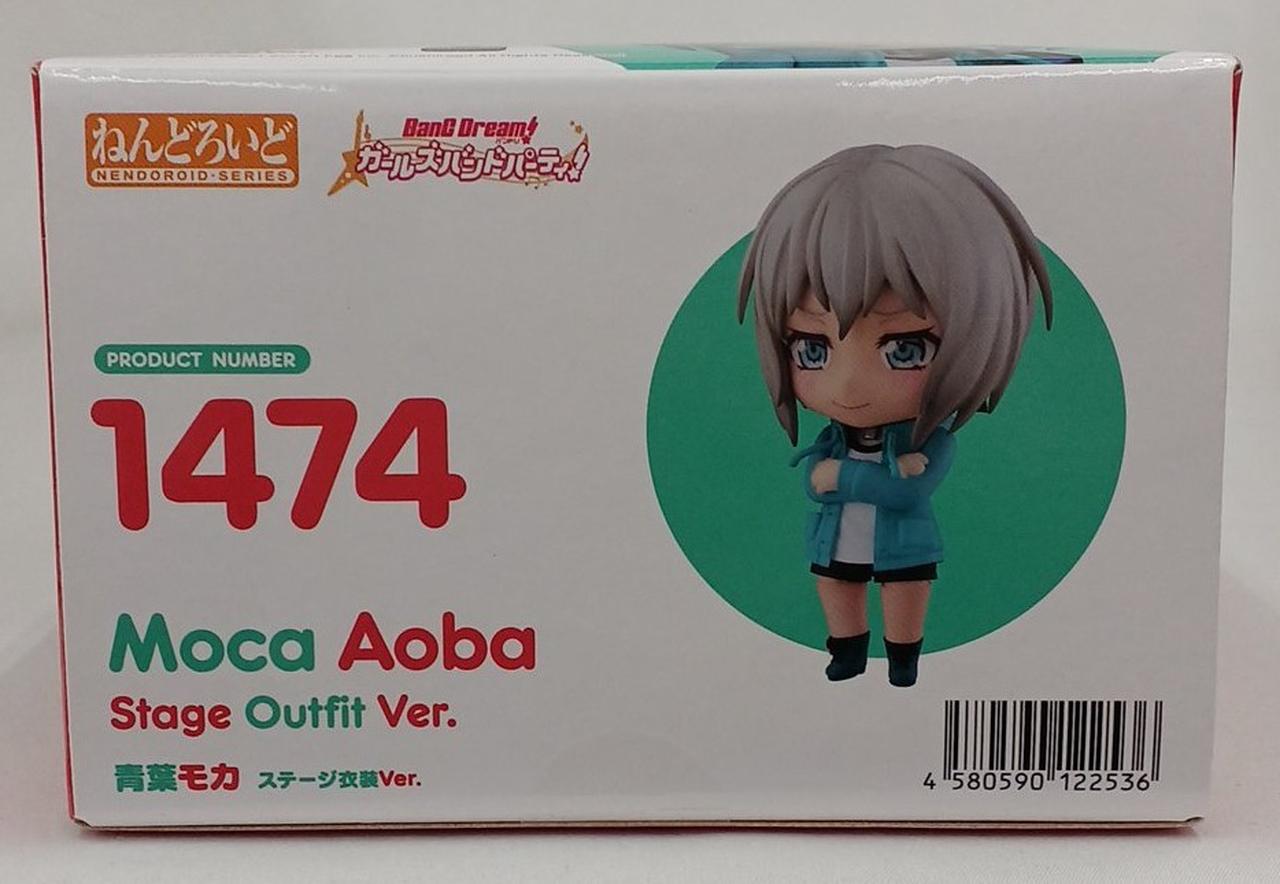 ねんどろいど
NENDOROID·SERIES
BanG Dream!
ガールズバンドパーティ!
PRODUCT NUMBER
1474
Moca Aoba
Stage Outfit Ver.
青葉モカ ステージ衣装Ver.
4 580590 122536